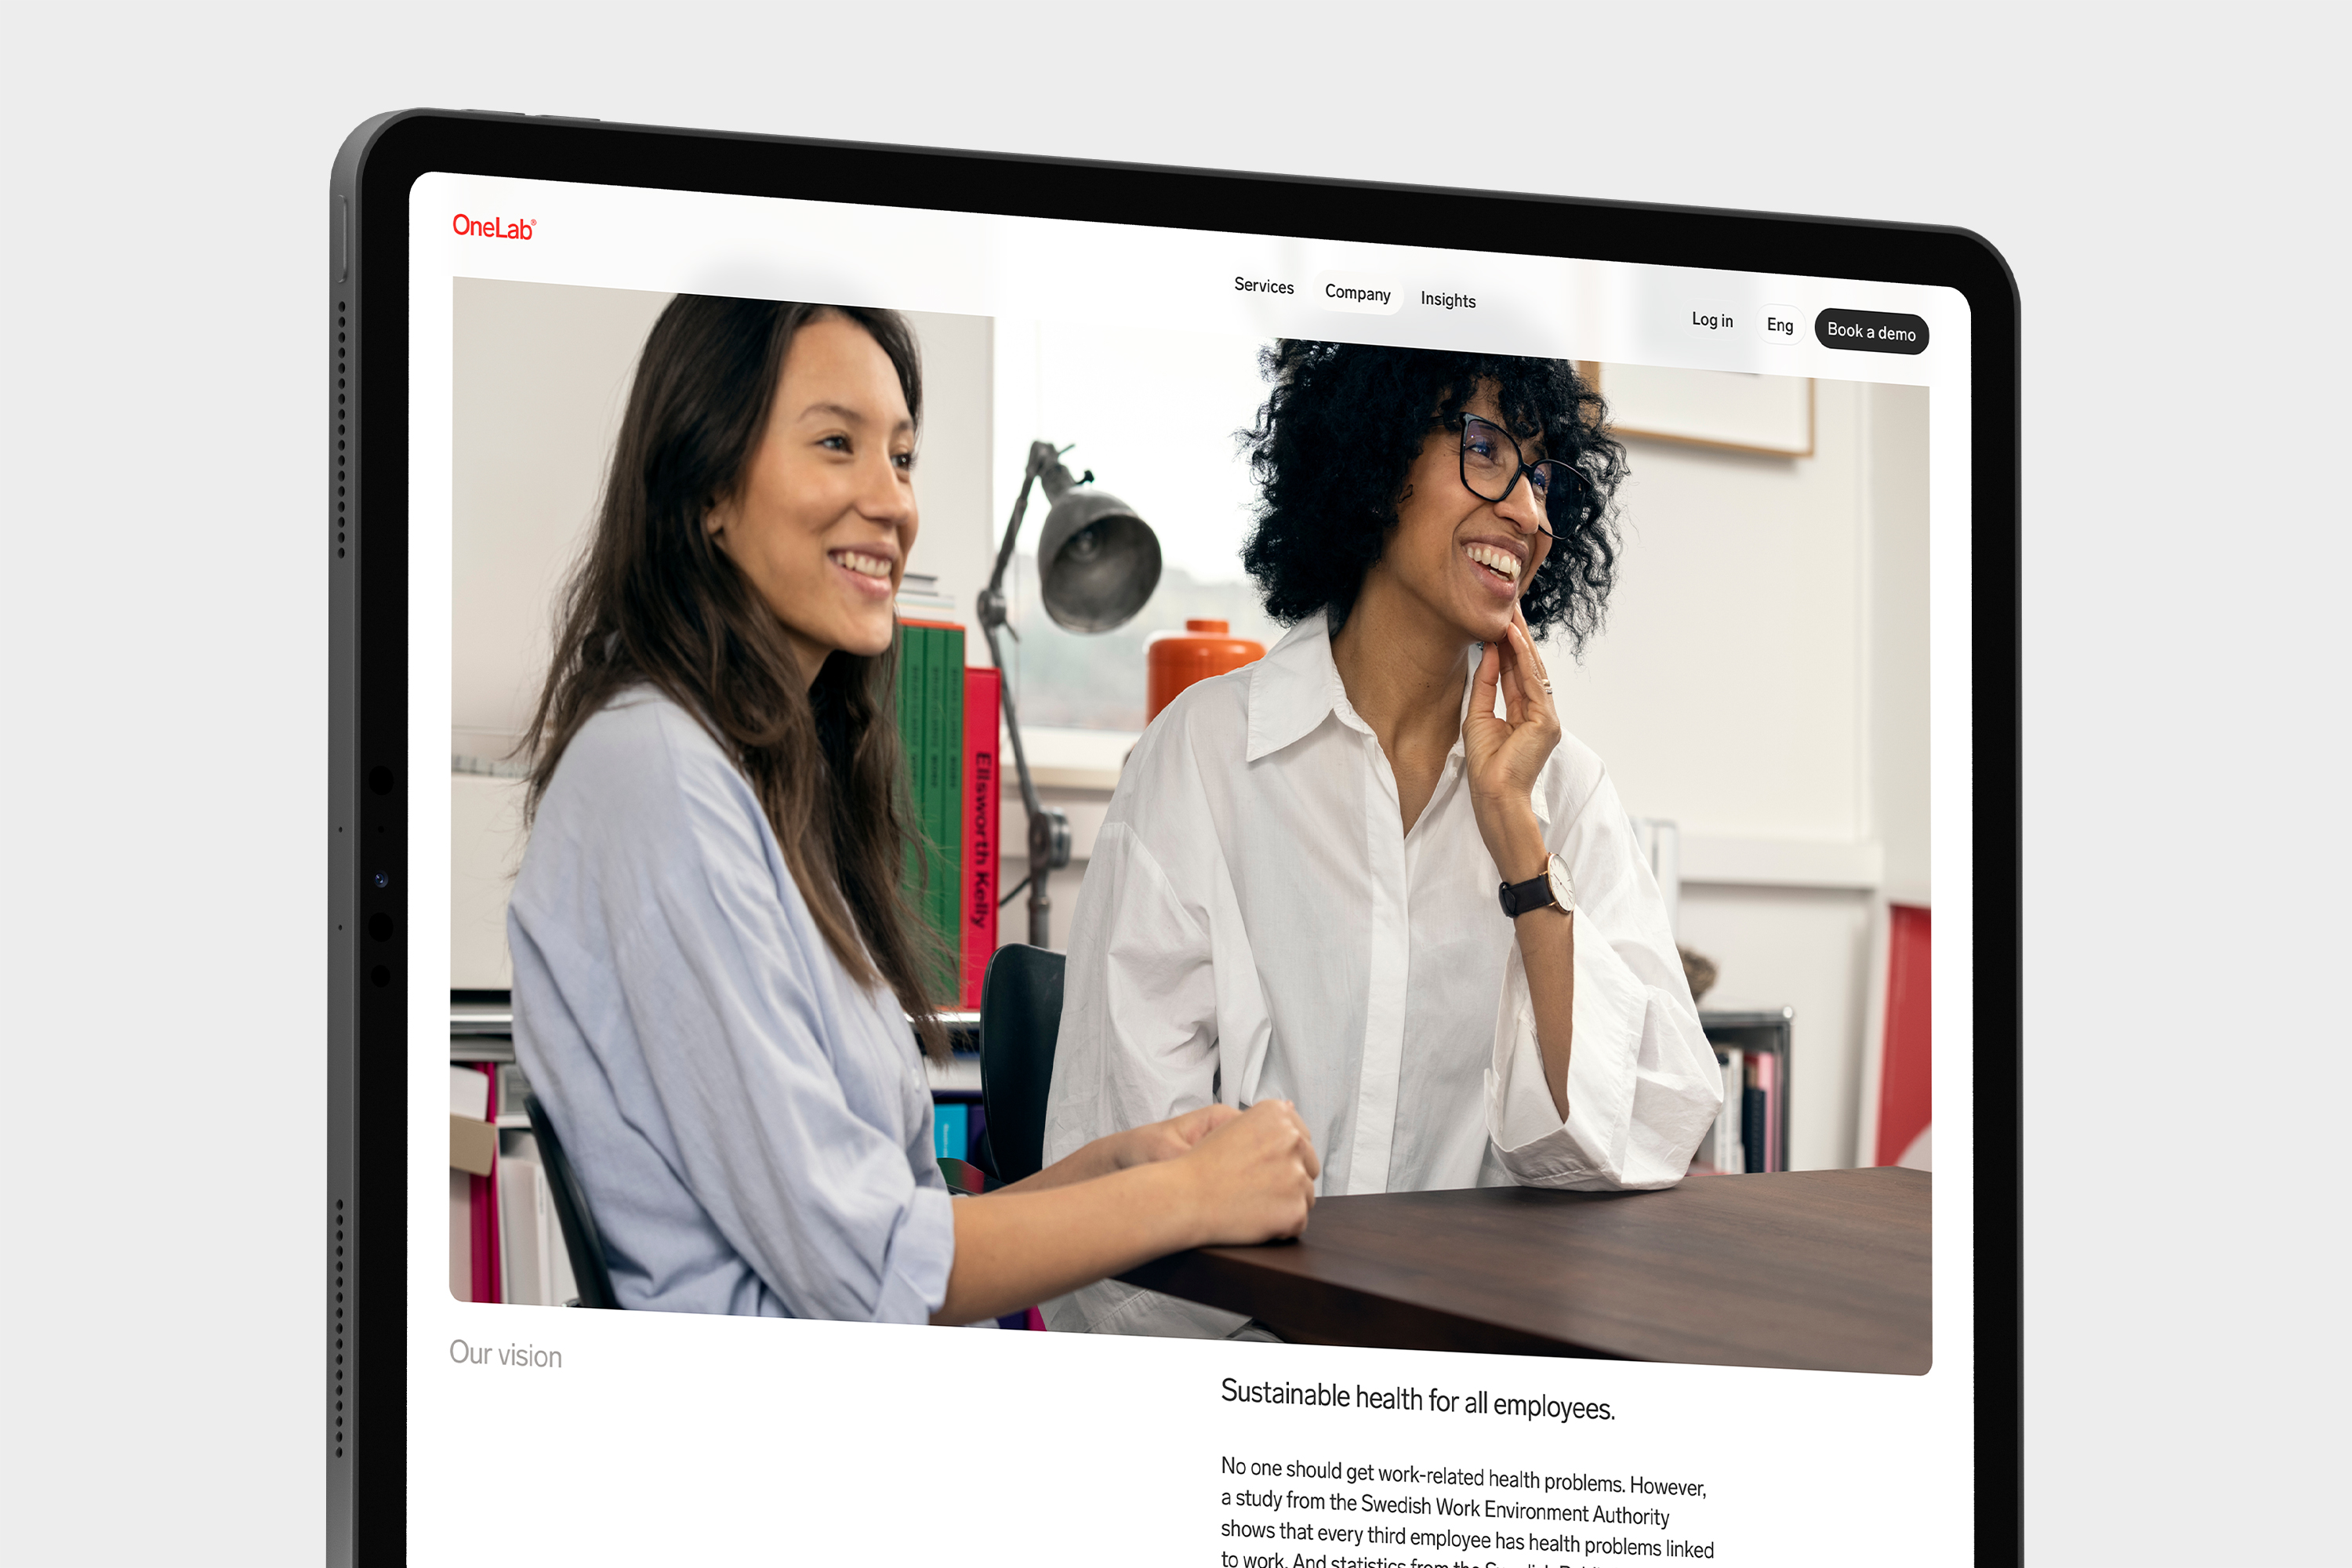 OneLab®
Services
Company
Insights
Log in
Eng
Book a demo
Ellsworth Kelly
Our vision
Sustainable health for all employees.
No one should get work-related health problems. However,
a study from the Swedish Work Environment Authority
shows that every third employee has health problems linked
to work. And statistics from the